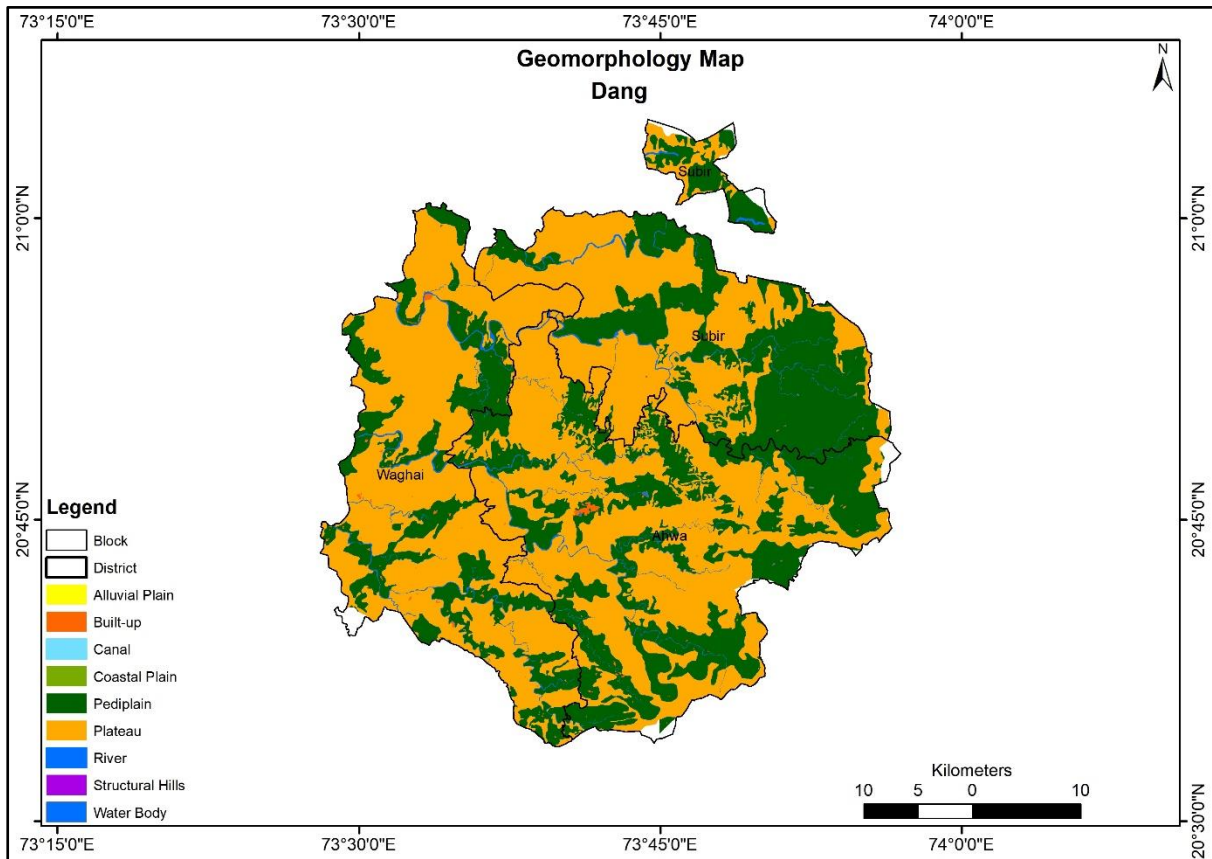 73°15'0"E 73°30'0"E 73°45'0"E 74°0'0"E
Geomorphology Map
Dang
N
Subir
21°0'0"N 21°0'0"N
Subir
Waghai
20°45'0"N 20°45'0"N
Ahwa
Legend
Block
District
Alluvial Plain
Built-up
Canal
Coastal Plain
Pediplain
Plateau
River
Structural Hills
Water Body
Kilometers
10 5 0 10
20°30'0"N 20°30'0"N
73°15'0"E 73°30'0"E 73°45'0"E 74°0'0"E